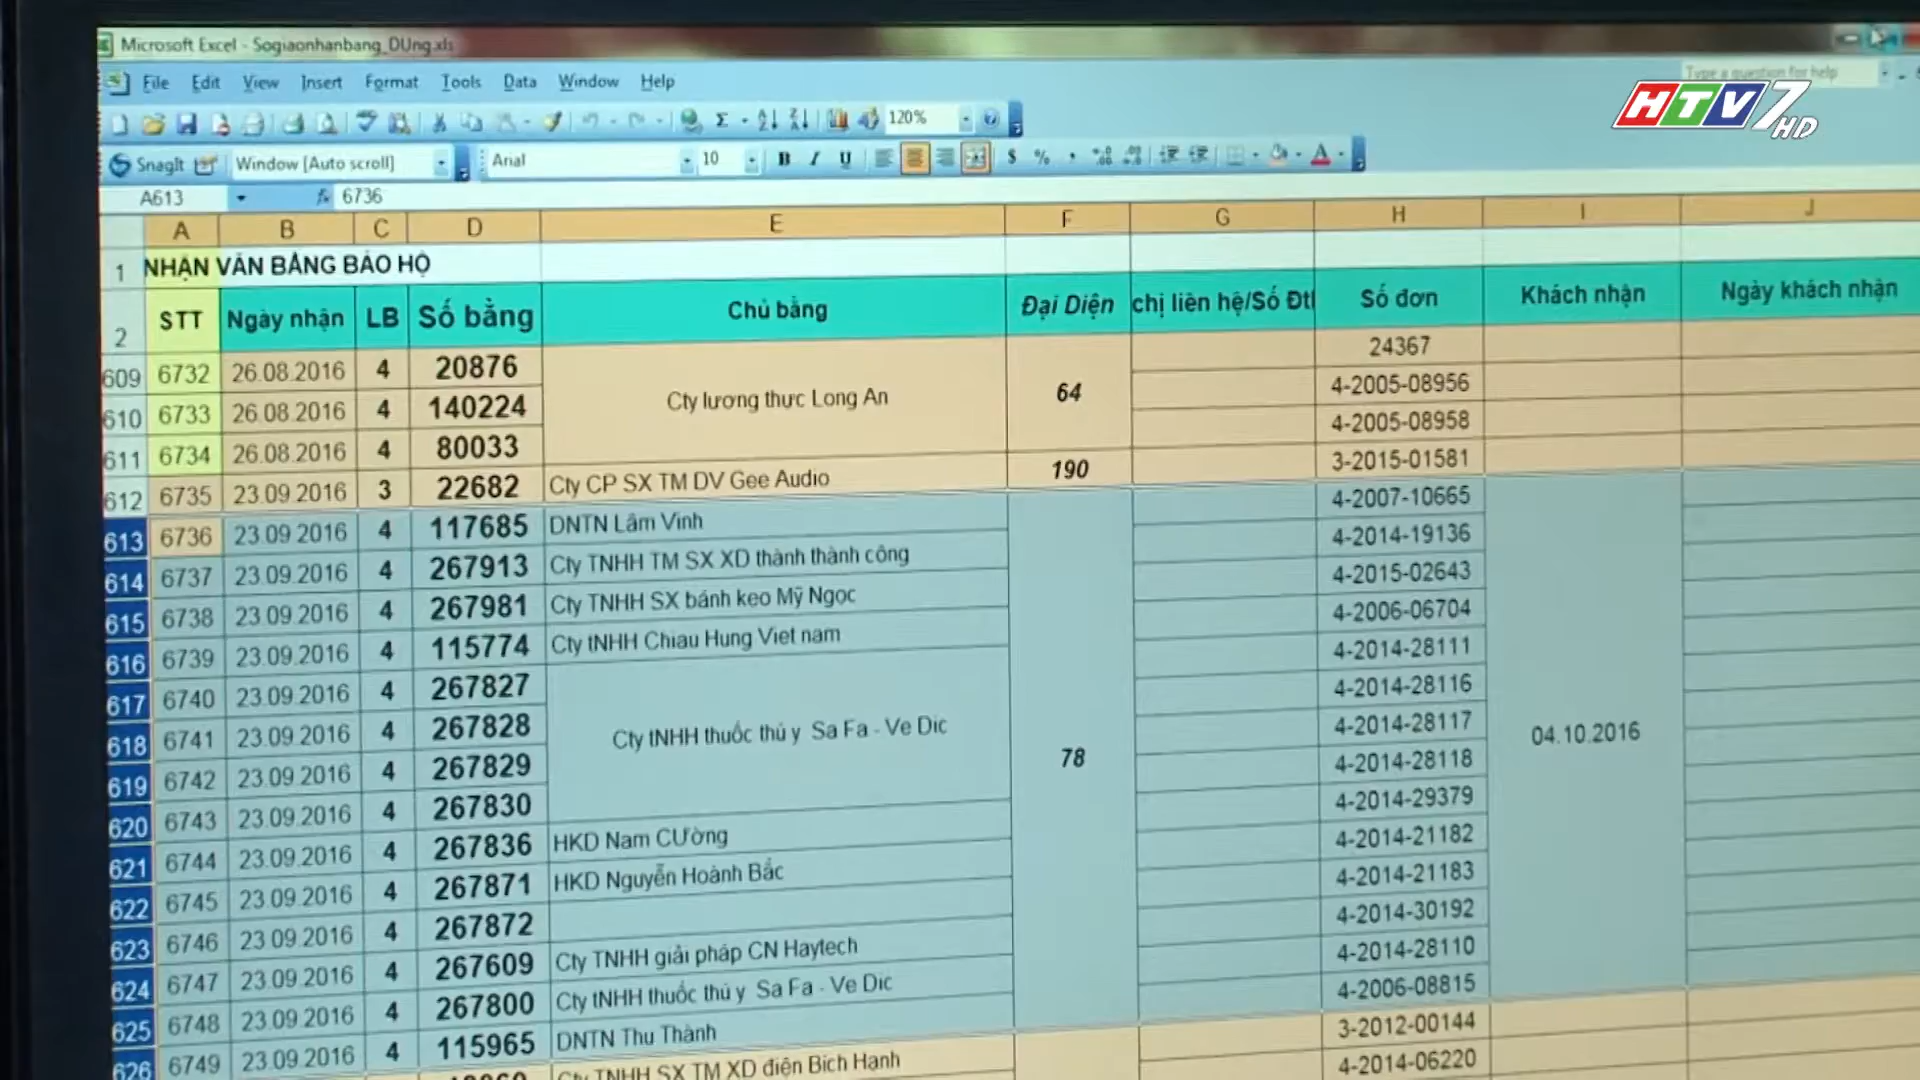 Microsoft Excel - Sogiaonhanbang_DUng.xls
File Edit View Insert Format Tools Data Window Help
Type a question for help
HTV7 HD
120%
SnagIt Window [Auto scroll] Arial 10 B I U $ % ,
A613 fx 6736
A B C D E F G H I J
1 NHẬN VĂN BẰNG BẢO HỘ
2 STT Ngày nhận LB Số bằng Chủ bằng Đại Diện chị liên hệ/Số Đtl Số đơn Khách nhận Ngày khách nhận
24367
609 6732 26.08.2016 4 20876 4-2005-08956
610 6733 26.08.2016 4 140224 Cty lương thực Long An 64 4-2005-08958
611 6734 26.08.2016 4 80033 3-2015-01581
612 6735 23.09.2016 3 22682 Cty CP SX TM DV Gee Audio 190 4-2007-10665
613 6736 23.09.2016 4 117685 DNTN Lâm Vinh 4-2014-19136
614 6737 23.09.2016 4 267913 Cty TNHH TM SX XD thành thành công 4-2015-02643
615 6738 23.09.2016 4 267981 Cty TNHH SX bánh kẹo Mỹ Ngọc 4-2006-06704
616 6739 23.09.2016 4 115774 Cty tNHH Chiau Hung Viet nam 4-2014-28111
617 6740 23.09.2016 4 267827 4-2014-28116
618 6741 23.09.2016 4 267828 Cty tNHH thuốc thú y Sa Fa - Ve Dic 4-2014-28117 04.10.2016
619 6742 23.09.2016 4 267829 78 4-2014-28118
620 6743 23.09.2016 4 267830 4-2014-29379
621 6744 23.09.2016 4 267836 HKD Nam CƯờng 4-2014-21182
622 6745 23.09.2016 4 267871 HKD Nguyễn Hoành Bắc 4-2014-21183
623 6746 23.09.2016 4 267872 4-2014-30192
624 6747 23.09.2016 4 267609 Cty TNHH giải pháp CN Haytech 4-2014-28110
625 6748 23.09.2016 4 267800 Cty tNHH thuốc thú y Sa Fa - Ve Dic 4-2006-08815
626 6749 23.09.2016 4 115965 DNTN Thu Thành 3-2012-00144
Cty TNHH SX TM XD điện Bích Hạnh 4-2014-06220